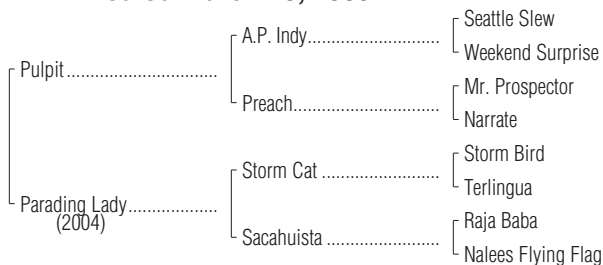 Seattle Slew
A.P. Indy
Weekend Surprise
Pulpit
Mr. Prospector
Preach
Narrate
Storm Bird
Storm Cat
Terlingua
Parading Lady
(2004)
Raja Baba
Sacahuista
Nalees Flying Flag